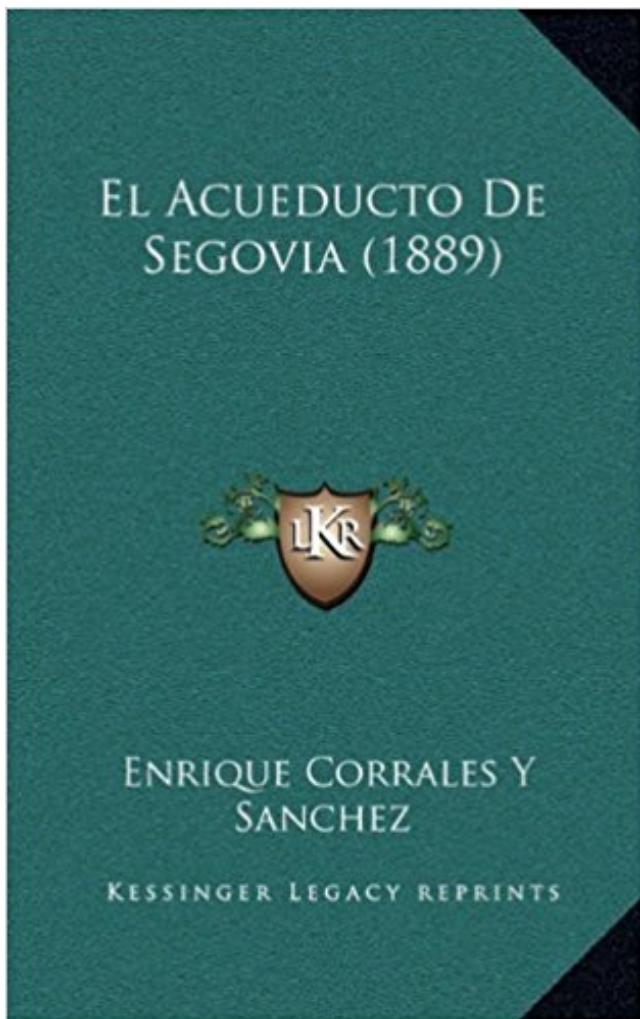 El Acueducto De
Segovia (1889)
LKR
Enrique Corrales Y
Sanchez
Kessinger Legacy reprints